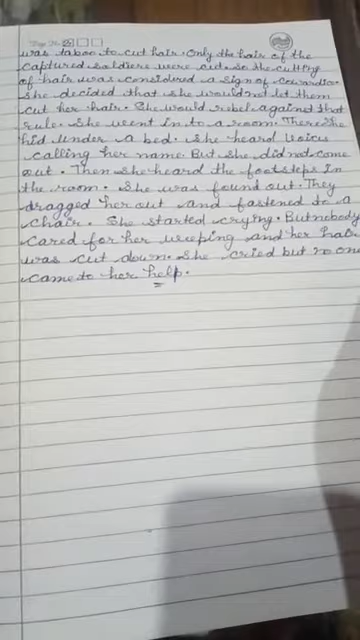 was taboo to cut hair. Only the hair of the
captured soldiers were cut. so the cutting
of hair was considered a sign of cowardice.
she decided that she would not let them
cut her hair. She would rebel against that
rule. She went in to a room. There she
hid under a bed. she heard voices
calling her name. But she did not come
out. Then she heard the footsteps in
the room. She was found out. They
dragged her out and fastened to a
chair. She started crying. But nobody
cared for her weeping and her hair
was cut down. She cried but no one
came to her help.